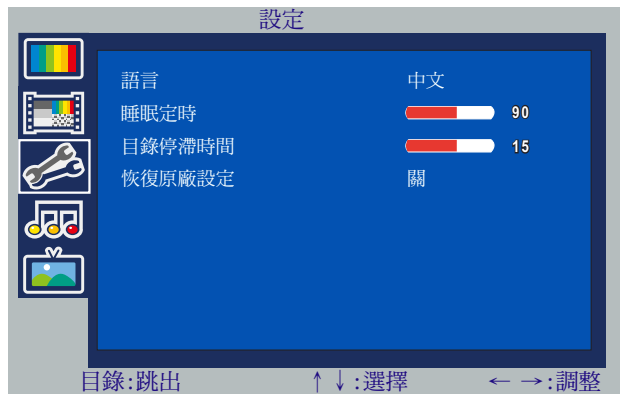 設定
語言 中文
睡眠定時 90
目錄停滯時間 15
恢復原廠設定 關
目錄:跳出 ↑↓:選擇 ← →:調整